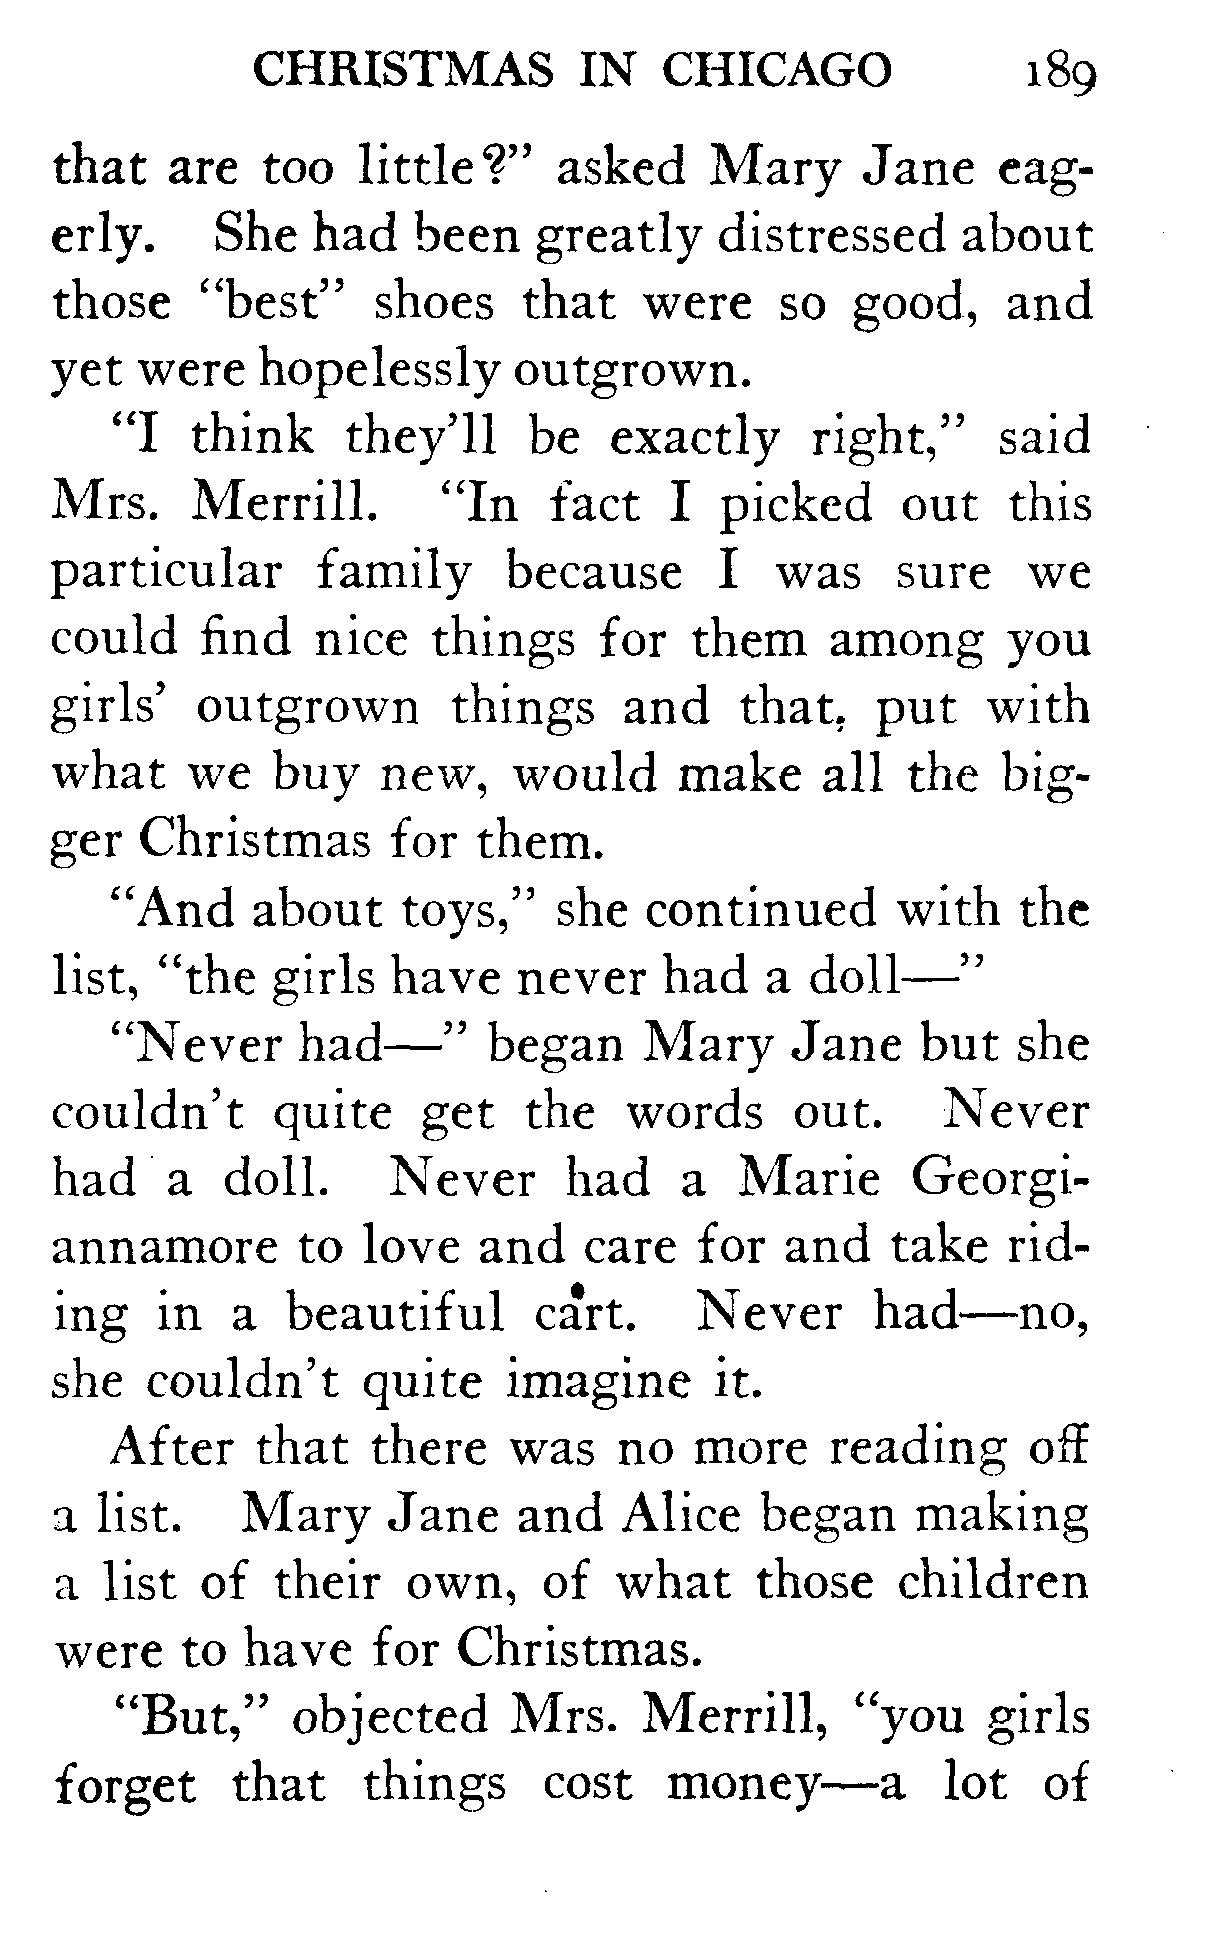 CHRISTMAS IN CHICAGO 189
that are too little?” asked Mary Jane eag-
erly. She had been greatly distressed about
those “best” shoes that were so good, and
yet were hopelessly outgrown.
“I think they’ll be exactly right,” said
Mrs. Merrill. “In fact I picked out this
particular family because I was sure we
could find nice things for them among you
girls’ outgrown things and that, put with
what we buy new, would make all the big-
ger Christmas for them.
“And about toys,” she continued with the
list, “the girls have never had a doll—”
“Never had—” began Mary Jane but she
couldn’t quite get the words out. Never
had a doll. Never had a Marie Georgi-
annamore to love and care for and take rid-
ing in a beautiful cart. Never had—no,
she couldn’t quite imagine it.
After that there was no more reading off
a list. Mary Jane and Alice began making
a list of their own, of what those children
were to have for Christmas.
“But,” objected Mrs. Merrill, “you girls
forget that things cost money—a lot of